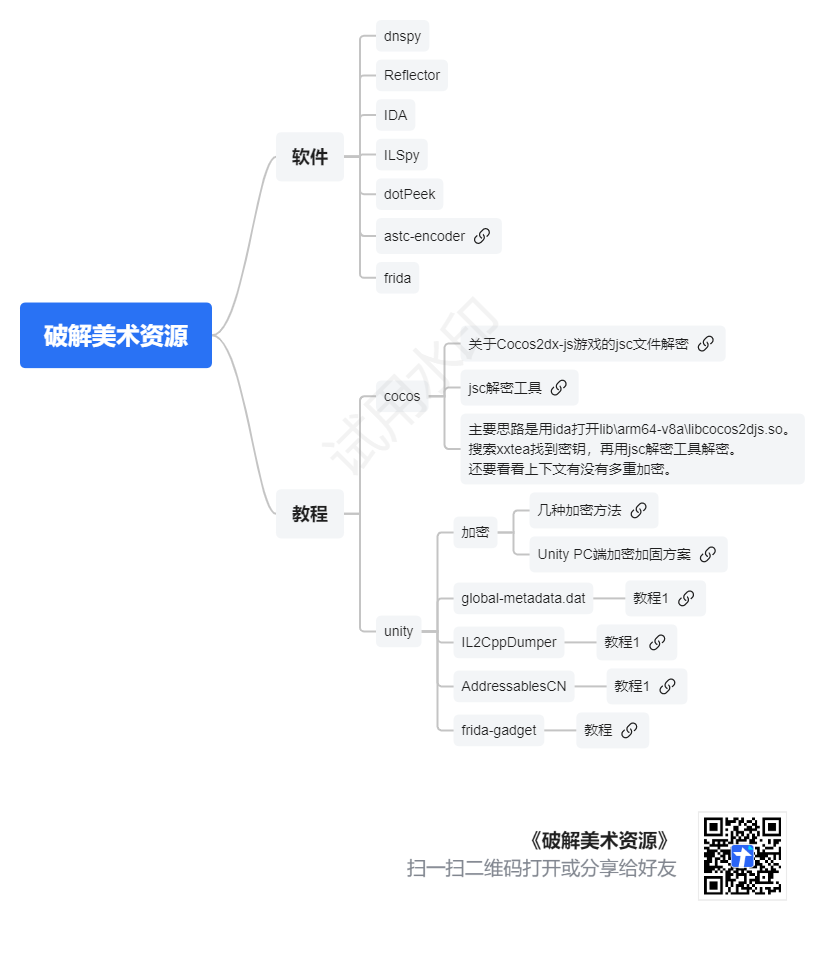 破解美术资源
软件
dnspy
Reflector
IDA
ILSpy
dotPeek
astc-encoder
frida
教程
cocos
关于Cocos2dx-js游戏的jsc文件解密
jsc解密工具
主要思路是用ida打开lib\arm64-v8a\libcocos2djs.so。
搜索xxtea找到密钥，再用jsc解密工具解密。
还要看看上下文有没有多重加密。
unity
加密
几种加密方法
Unity PC端加密加固方案
global-metadata.dat
教程1
IL2CppDumper
教程1
AddressablesCN
教程1
frida-gadget
教程
试用水印
《破解美术资源》
扫一扫二维码打开或分享给好友